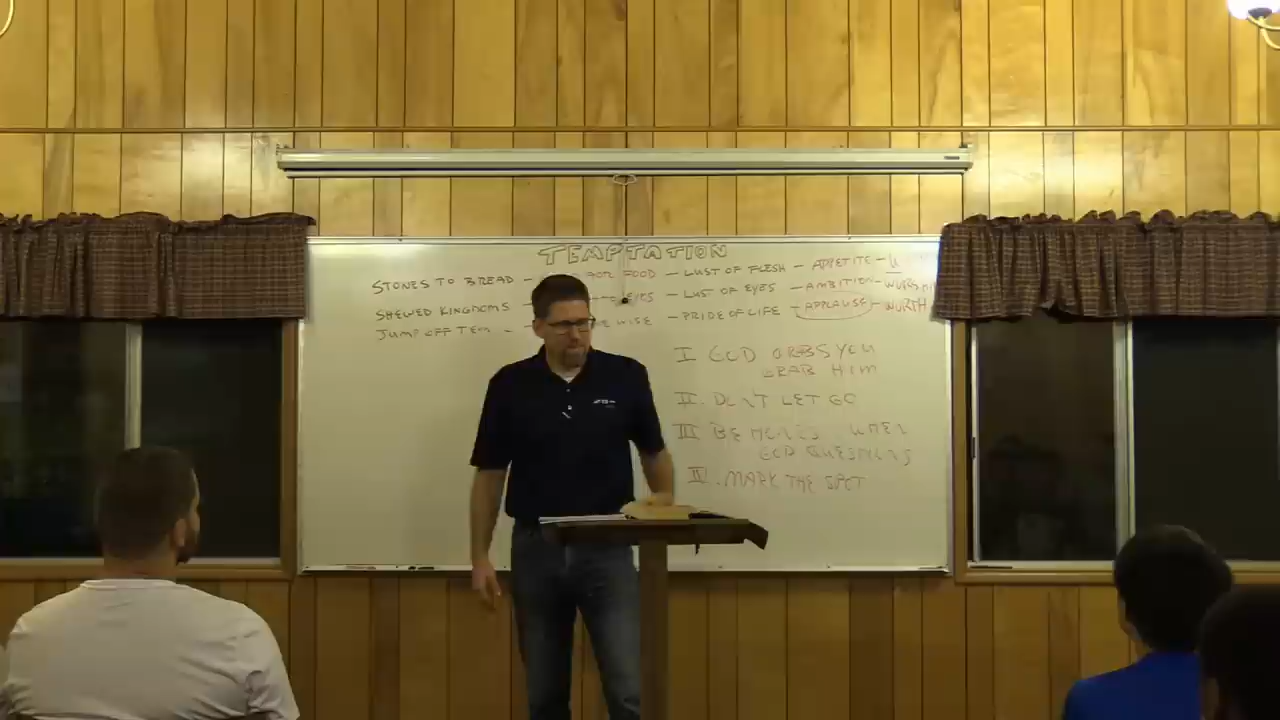 TEMPTATION
STONES TO BREAD - FOR FOOD - LUST OF FLESH - APPETITE -
SHEWED KINGDOMS - EYES - LUST OF EYES - AMBITION -
JUMP OFF TEM - WISE - PRIDE OF LIFE - APPLAUSE -
I GOD GRABS YOU
GRAB HIM
II. DON'T LET GO
III BE HONEST WHEN
GOD QUESTIONS
IV. MARK THE SPOT